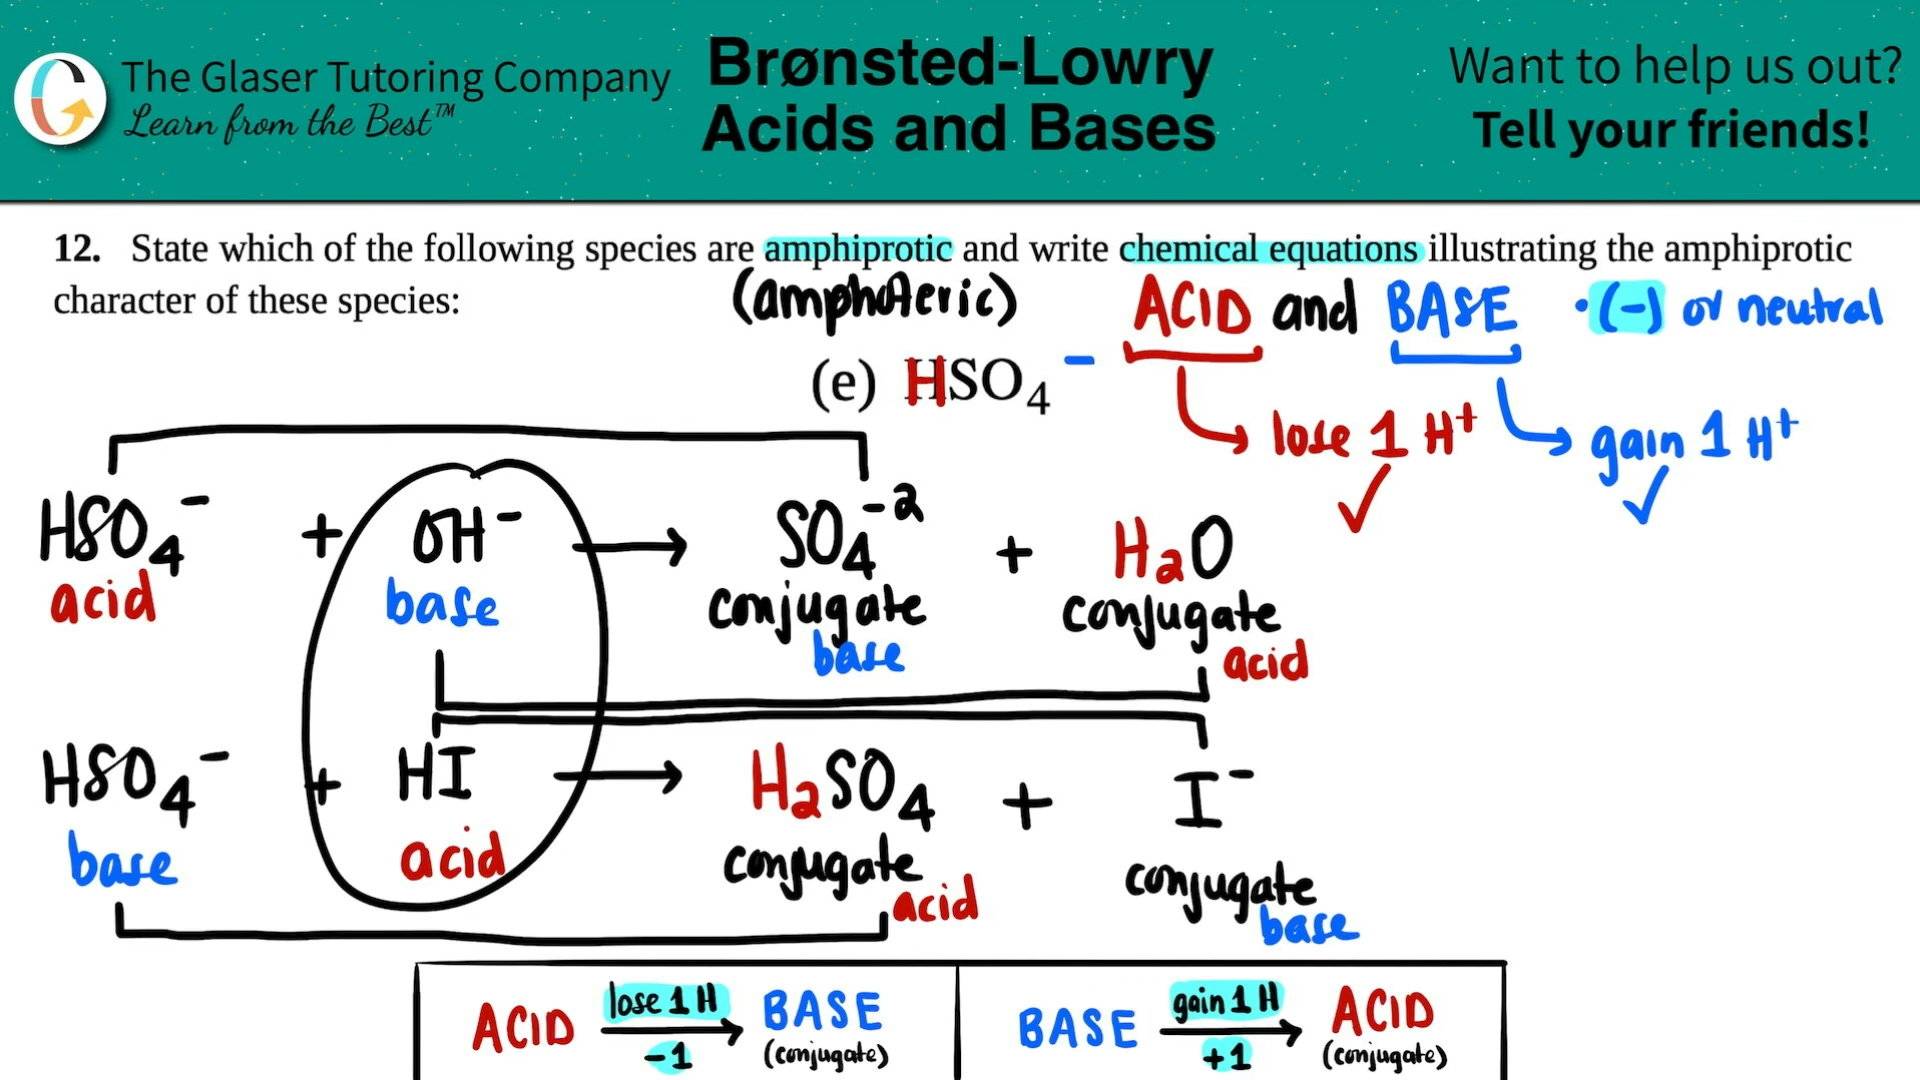 The Glaser Tutoring Company
Learn from the Best™
Brønsted-Lowry
Acids and Bases
Want to help us out?
Tell your friends!
12. State which of the following species are amphiprotic and write chemical equations illustrating the amphiprotic
character of these species:
(amphoteric)
ACID and BASE
• (-) or neutral
(e) HSO₄⁻
lose 1 H⁺
gain 1 H⁺
✓ ✓
HSO₄⁻ + OH⁻ → SO₄⁻² + H₂O
acid base conjugate base conjugate acid
HSO₄⁻ + HI → H₂SO₄ + I⁻
base acid conjugate acid conjugate base
ACID lose 1 H → -1 BASE (conjugate)
BASE gain 1 H → +1 ACID (conjugate)